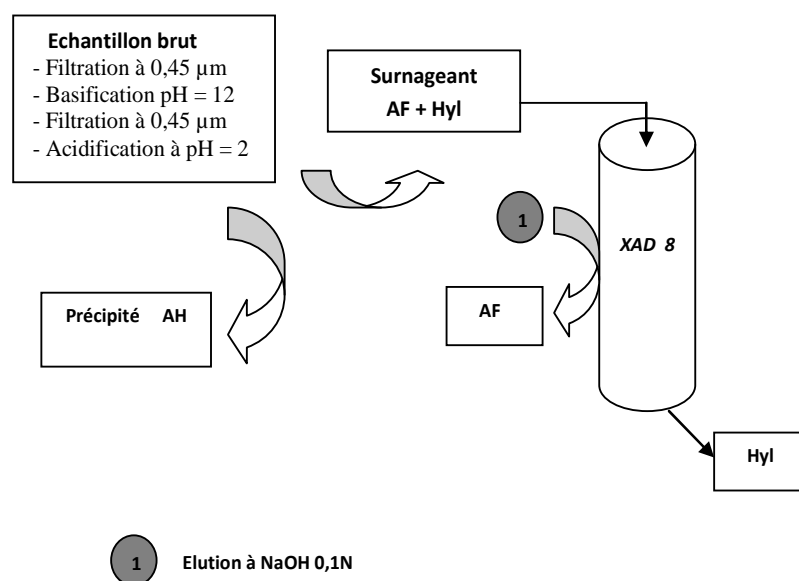 Echantillon brut
- Filtration à 0,45 µm
- Basification pH = 12
- Filtration à 0,45 µm
- Acidification à pH = 2
Surnageant
AF + Hyl
1
XAD 8
Précipité AH
AF
Hyl
1 Elution à NaOH 0,1N